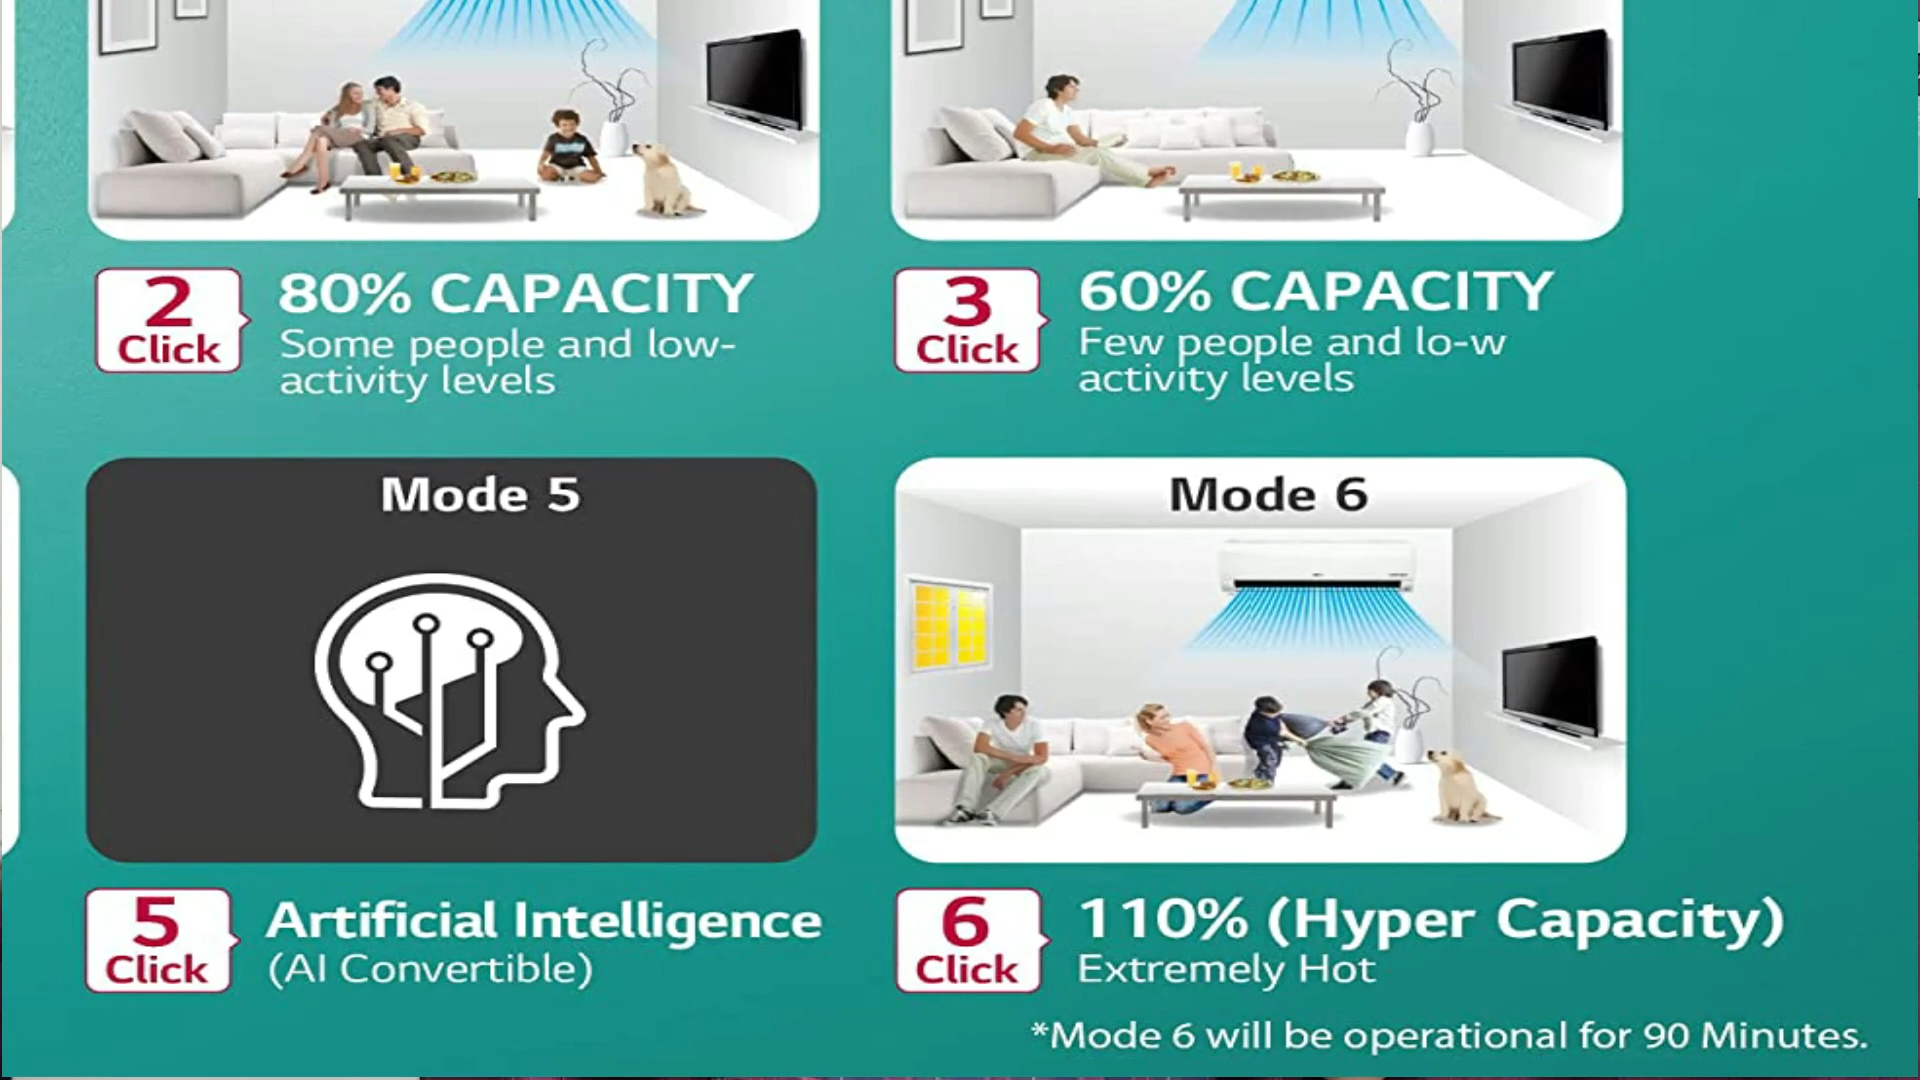 2
Click
80% CAPACITY
Some people and low-
activity levels
3
Click
60% CAPACITY
Few people and lo-w
activity levels
Mode 5
Mode 6
5
Click
Artificial Intelligence
(AI Convertible)
6
Click
110% (Hyper Capacity)
Extremely Hot
*Mode 6 will be operational for 90 Minutes.